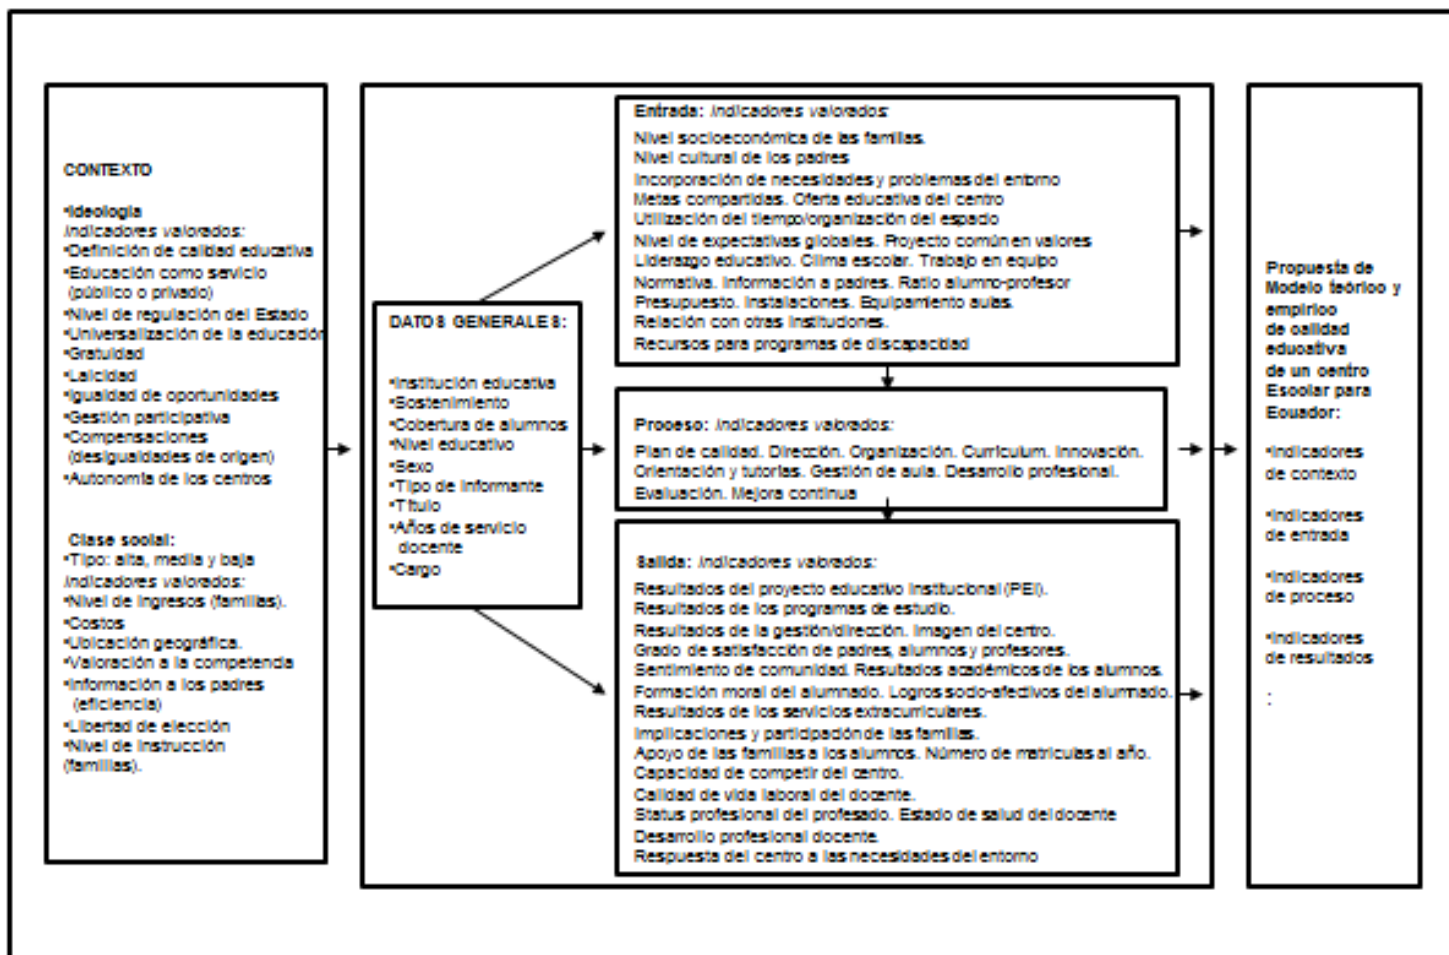 CONTEXTO
•Ideología
Indicadores valorados:
•Definición de calidad educativa
•Educación como servicio
(público o privado)
•Nivel de regulación del Estado
•Universalización de la educación
•Gratuidad
•Laicidad
•Igualdad de oportunidades
•Gestión participativa
•Compensaciones
(desigualdades de origen)
•Autonomía de los centros
Clase social:
•Tipo: alta, media y baja
Indicadores valorados:
•Nivel de ingresos (familias).
•Costos
•Ubicación geográfica.
•Valoración a la competencia
•Información a los padres
(eficiencia)
•Libertad de elección
•Nivel de instrucción
(familias).
DATOS GENERALES:
•Institución educativa
•Sostenimiento
•Cobertura de alumnos
•Nivel educativo
•Sexo
•Tipo de informante
•Título
•Años de servicio
docente
•Cargo
Entrada: Indicadores valorados:
Nivel socioeconómica de las familias.
Nivel cultural de los padres
Incorporación de necesidades y problemas del entorno
Metas compartidas. Oferta educativa del centro
Utilización del tiempo/organización del espacio
Nivel de expectativas globales. Proyecto común en valores
Liderazgo educativo. Clima escolar. Trabajo en equipo
Normativa. Información a padres. Ratio alumno-profesor
Presupuesto. Instalaciones. Equipamiento aulas.
Relación con otras instituciones.
Recursos para programas de discapacidad
Proceso: Indicadores valorados:
Plan de calidad. Dirección. Organización. Curriculum. Innovación.
Orientación y tutorías. Gestión de aula. Desarrollo profesional.
Evaluación. Mejora continua
Salida: Indicadores valorados:
Resultados del proyecto educativo institucional (PEI).
Resultados de los programas de estudio.
Resultados de la gestión/dirección. Imagen del centro.
Grado de satisfacción de padres, alumnos y profesores.
Sentimiento de comunidad. Resultados académicos de los alumnos.
Formación moral del alumnado. Logros socio-afectivos del alumnado.
Resultados de los servicios extracurriculares.
Implicaciones y participación de las familias.
Apoyo de las familias a los alumnos. Número de matrículas al año.
Capacidad de competir del centro.
Calidad de vida laboral del docente.
Status profesional del profesado. Estado de salud del docente
Desarrollo profesional docente.
Respuesta del centro a las necesidades del entorno
Propuesta de
Modelo teórico y
empírico
de calidad
educativa
de un centro
Escolar para
Ecuador:
•Indicadores
de contexto
•Indicadores
de entrada
•Indicadores
de proceso
•Indicadores
de resultados
: